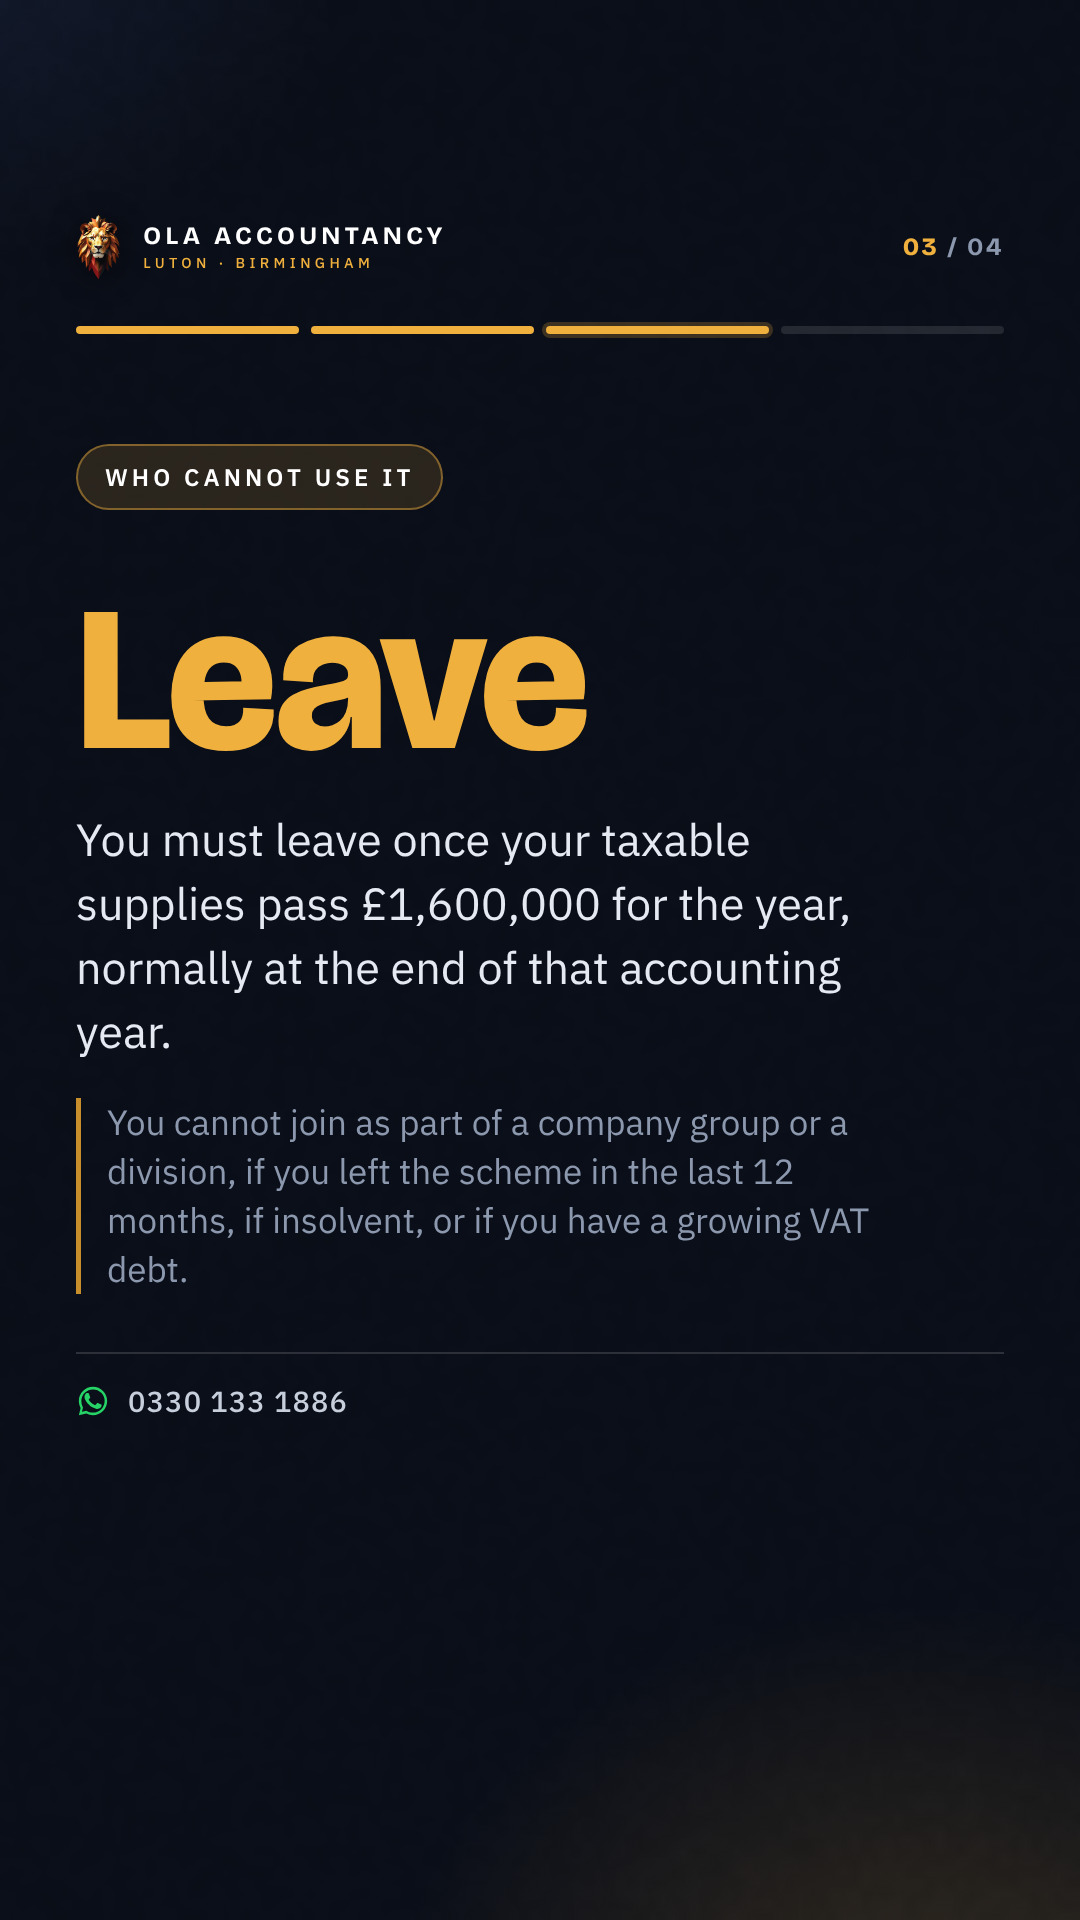 OLA ACCOUNTANCY
LUTON · BIRMINGHAM
03 / 04
WHO CANNOT USE IT
Leave
You must leave once your taxable
supplies pass £1,600,000 for the year,
normally at the end of that accounting
year.
You cannot join as part of a company group or a
division, if you left the scheme in the last 12
months, if insolvent, or if you have a growing VAT
debt.
0330 133 1886